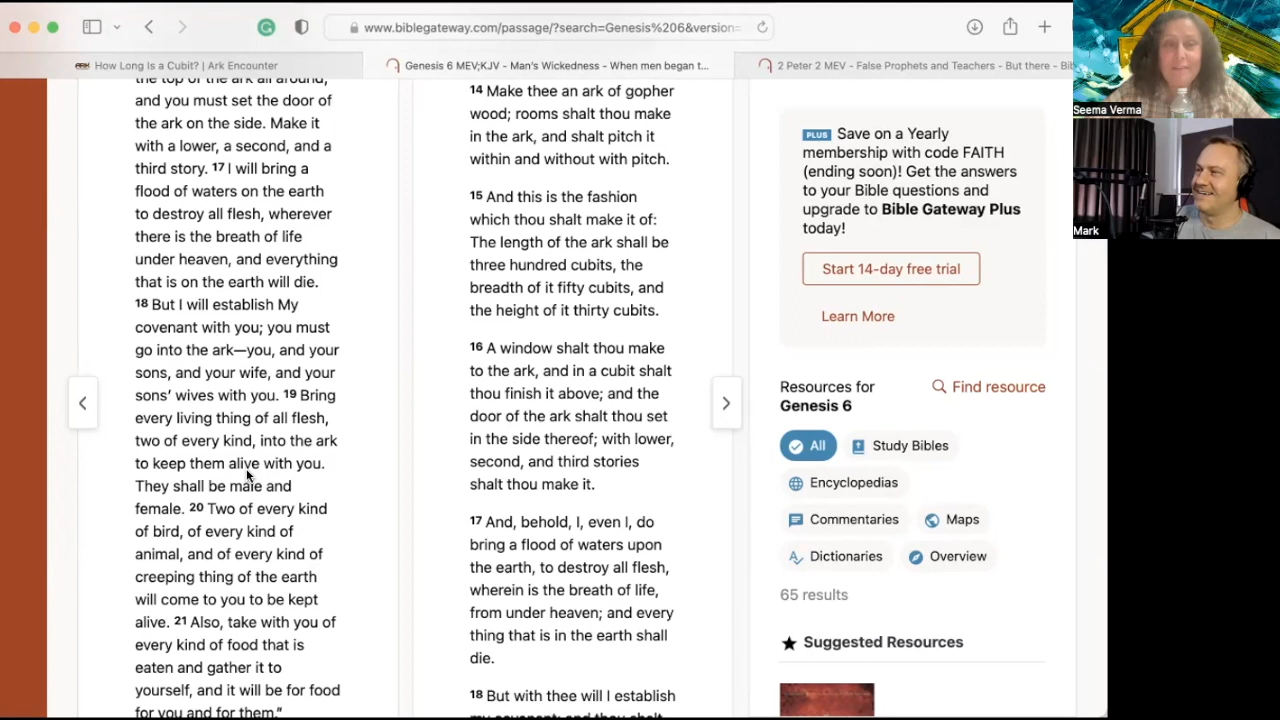 www.biblegateway.com/passage/?search=Genesis%206&version=
How Long Is a Cubit? | Ark Encounter
Genesis 6 MEV;KJV - Man's Wickedness - When men began t...
2 Peter 2 MEV - False Prophets and Teachers - But there - Bib
the top of the ark all around,
and you must set the door of
the ark on the side. Make it
with a lower, a second, and a
third story. 17 I will bring a
flood of waters on the earth
to destroy all flesh, wherever
there is the breath of life
under heaven, and everything
that is on the earth will die.
18 But I will establish My
covenant with you; you must
go into the ark—you, and your
sons, and your wife, and your
sons' wives with you. 19 Bring
every living thing of all flesh,
two of every kind, into the ark
to keep them alive with you.
They shall be male and
female. 20 Two of every kind
of bird, of every kind of
animal, and of every kind of
creeping thing of the earth
will come to you to be kept
alive. 21 Also, take with you of
every kind of food that is
eaten and gather it to
yourself, and it will be for food
for you and for them."
14 Make thee an ark of gopher
wood; rooms shalt thou make
in the ark, and shalt pitch it
within and without with pitch.
15 And this is the fashion
which thou shalt make it of:
The length of the ark shall be
three hundred cubits, the
breadth of it fifty cubits, and
the height of it thirty cubits.
16 A window shalt thou make
to the ark, and in a cubit shalt
thou finish it above; and the
door of the ark shalt thou set
in the side thereof; with lower,
second, and third stories
shalt thou make it.
17 And, behold, I, even I, do
bring a flood of waters upon
the earth, to destroy all flesh,
wherein is the breath of life,
from under heaven; and every
thing that is in the earth shall
die.
18 But with thee will I establish
my covenant; and thou shalt
PLUS Save on a Yearly
membership with code FAITH
(ending soon)! Get the answers
to your Bible questions and
upgrade to Bible Gateway Plus
today!
Start 14-day free trial
Learn More
Resources for
Genesis 6
Find resource
All
Study Bibles
Encyclopedias
Commentaries
Maps
Dictionaries
Overview
65 results
Suggested Resources
Seema Verma
Mark